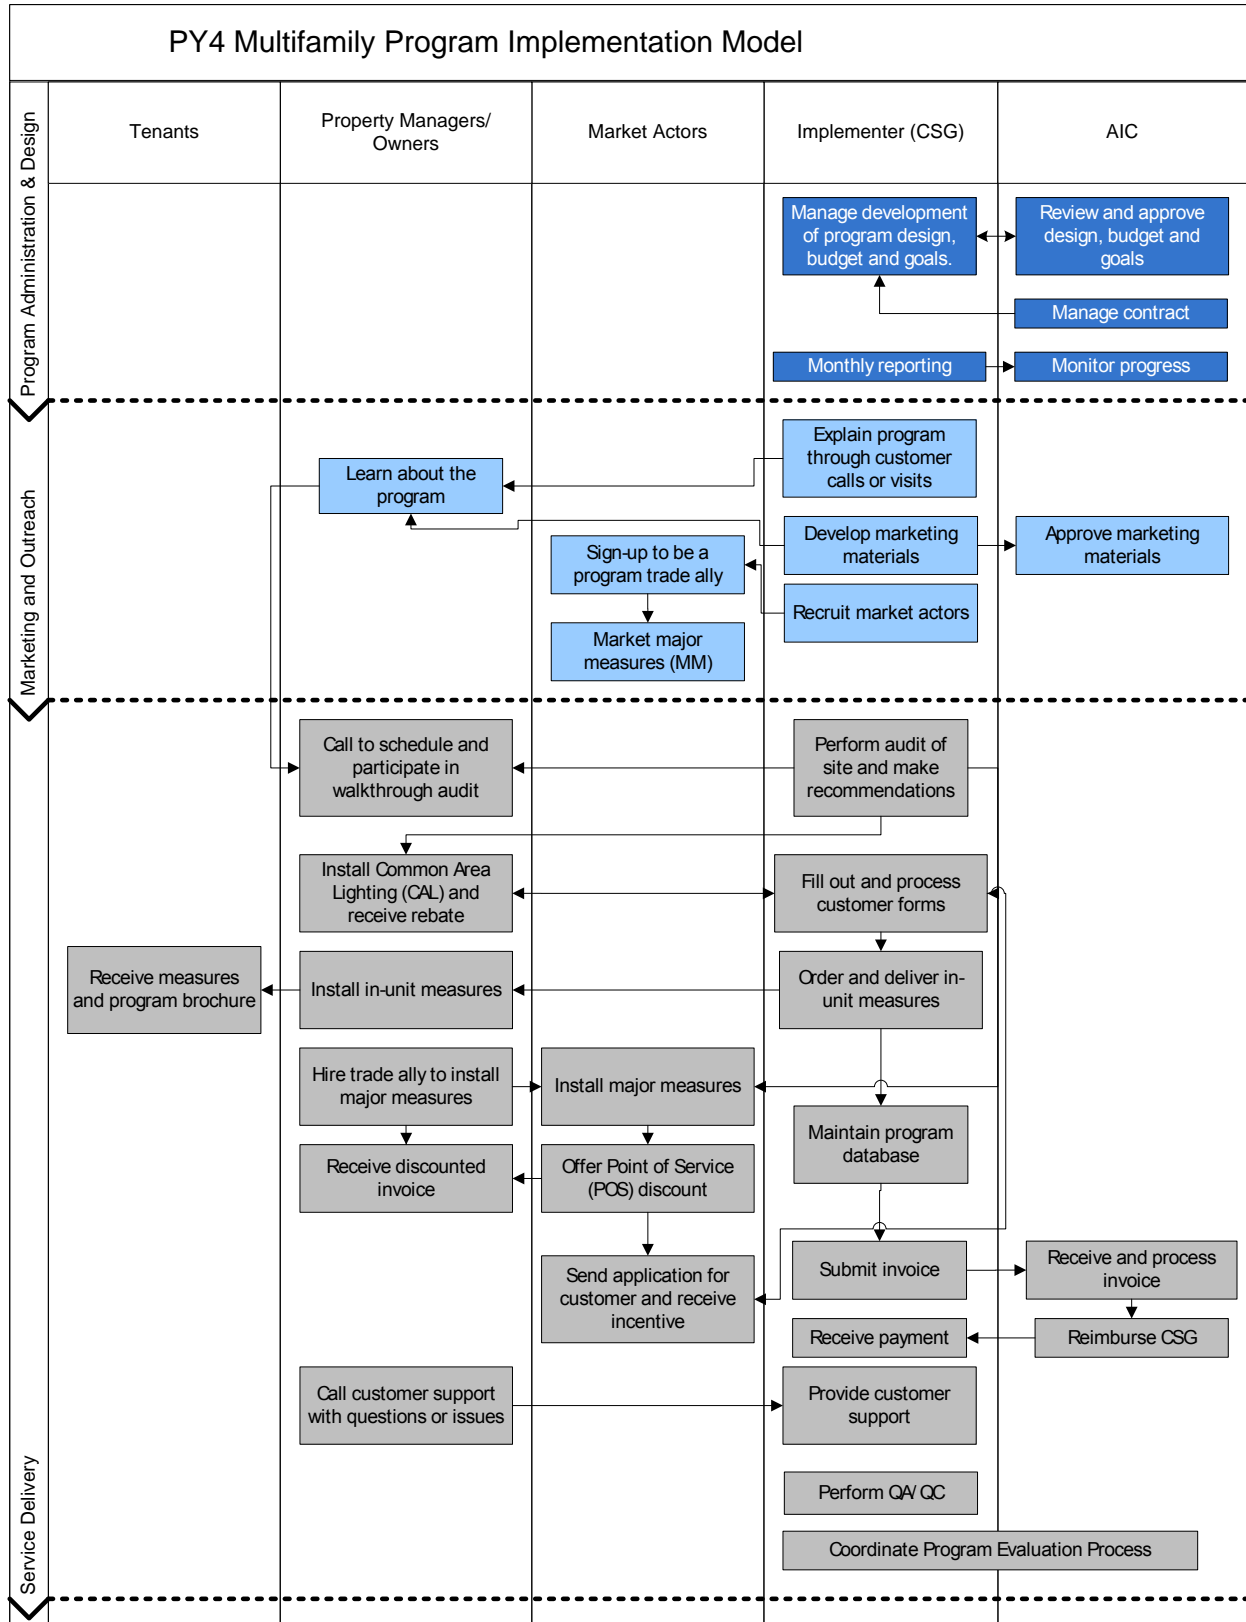 PY4 Multifamily Program Implementation Model
Program Administration & Design
Tenants
Property Managers/
Owners
Market Actors
Implementer (CSG)
AIC
Manage development
of program design,
budget and goals.
Review and approve
design, budget and
goals
Manage contract
Monthly reporting
Monitor progress
Marketing and Outreach
Explain program
through customer
calls or visits
Learn about the
program
Develop marketing
materials
Approve marketing
materials
Sign-up to be a
program trade ally
Recruit market actors
Market major
measures (MM)
Service Delivery
Call to schedule and
participate in
walkthrough audit
Perform audit of
site and make
recommendations
Install Common Area
Lighting (CAL) and
receive rebate
Fill out and process
customer forms
Receive measures
and program brochure
Install in-unit measures
Order and deliver in-
unit measures
Hire trade ally to install
major measures
Install major measures
Maintain program
database
Receive discounted
invoice
Offer Point of Service
(POS) discount
Send application for
customer and receive
incentive
Submit invoice
Receive and process
invoice
Receive payment
Reimburse CSG
Call customer support
with questions or issues
Provide customer
support
Perform QA/ QC
Coordinate Program Evaluation Process